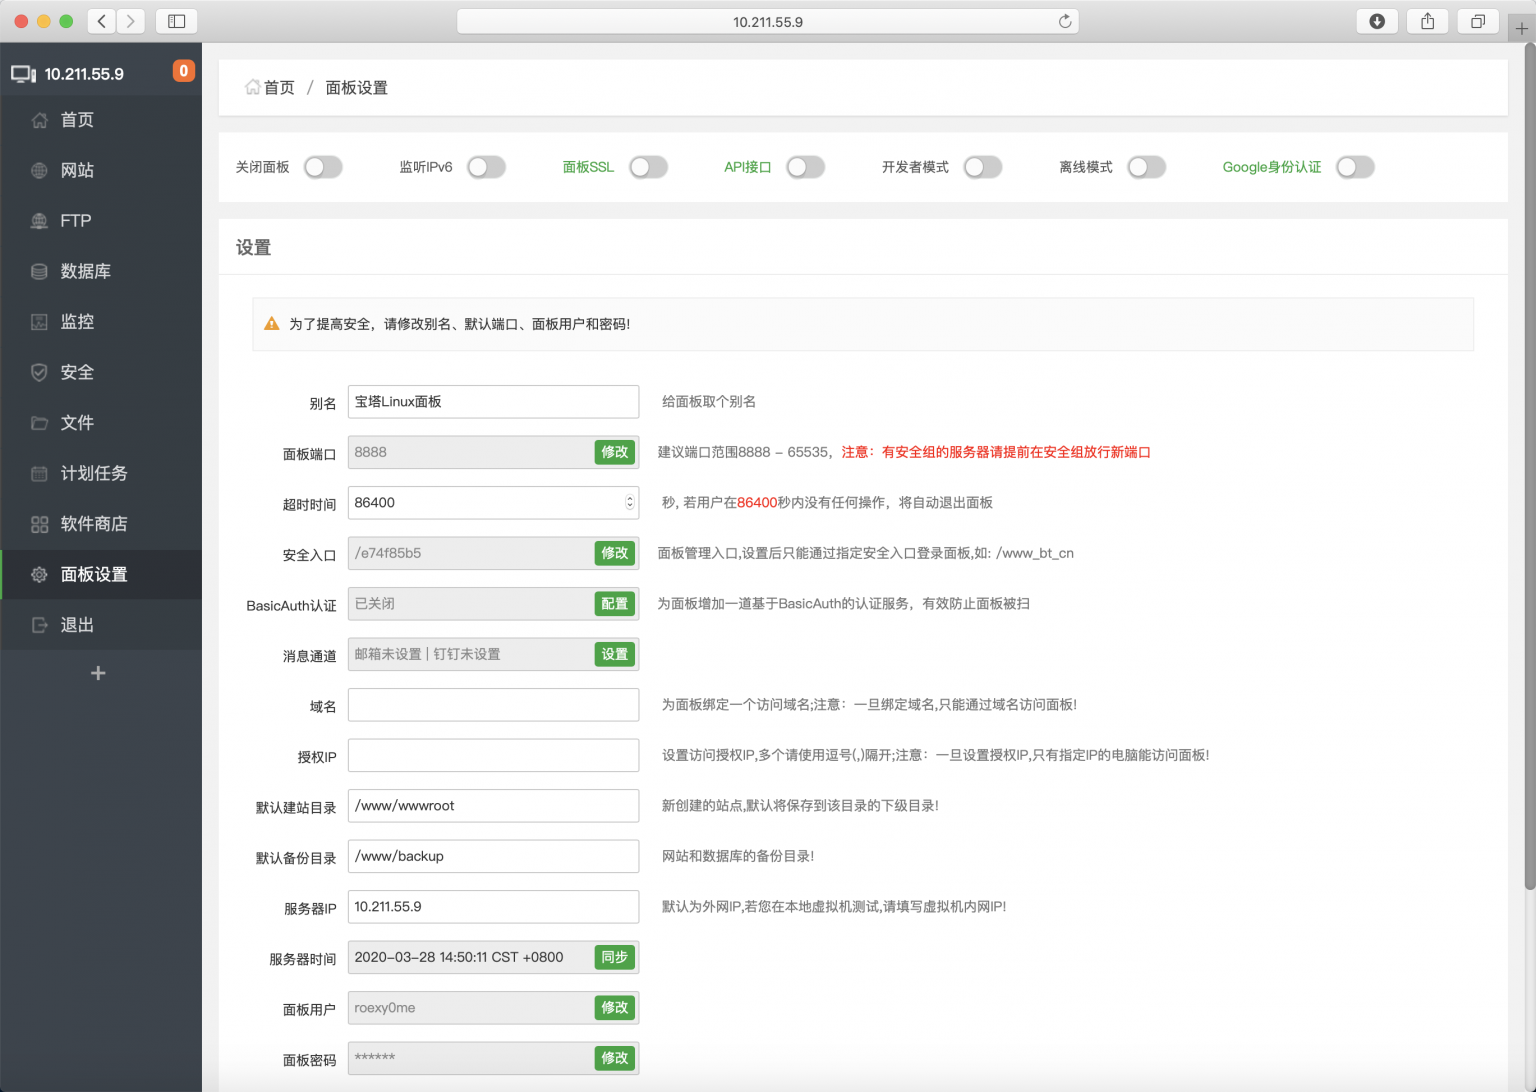 10.211.55.9
10.211.55.9
0
首页
网站
FTP
数据库
监控
安全
文件
计划任务
软件商店
面板设置
退出
首页 / 面板设置
关闭面板 监听IPv6 面板SSL API接口 开发者模式 离线模式 Google身份认证
设置
为了提高安全，请修改别名、默认端口、面板用户和密码!
别名 宝塔Linux面板 给面板取个别名
面板端口 8888 修改 建议端口范围8888 - 65535，注意：有安全组的服务器请提前在安全组放行新端口
超时时间 86400 秒, 若用户在86400秒内没有任何操作，将自动退出面板
安全入口 /e74f85b5 修改 面板管理入口,设置后只能通过指定安全入口登录面板,如: /www_bt_cn
BasicAuth认证 已关闭 配置 为面板增加一道基于BasicAuth的认证服务，有效防止面板被扫
消息通道 邮箱未设置 | 钉钉未设置 设置
域名 为面板绑定一个访问域名;注意：一旦绑定域名,只能通过域名访问面板!
授权IP 设置访问授权IP,多个请使用逗号(,)隔开;注意：一旦设置授权IP,只有指定IP的电脑能访问面板!
默认建站目录 /www/wwwroot 新创建的站点,默认将保存到该目录的下级目录!
默认备份目录 /www/backup 网站和数据库的备份目录!
服务器IP 10.211.55.9 默认为外网IP,若您在本地虚拟机测试,请填写虚拟机内网IP!
服务器时间 2020-03-28 14:50:11 CST +0800 同步
面板用户 roexy0me 修改
面板密码 ****** 修改